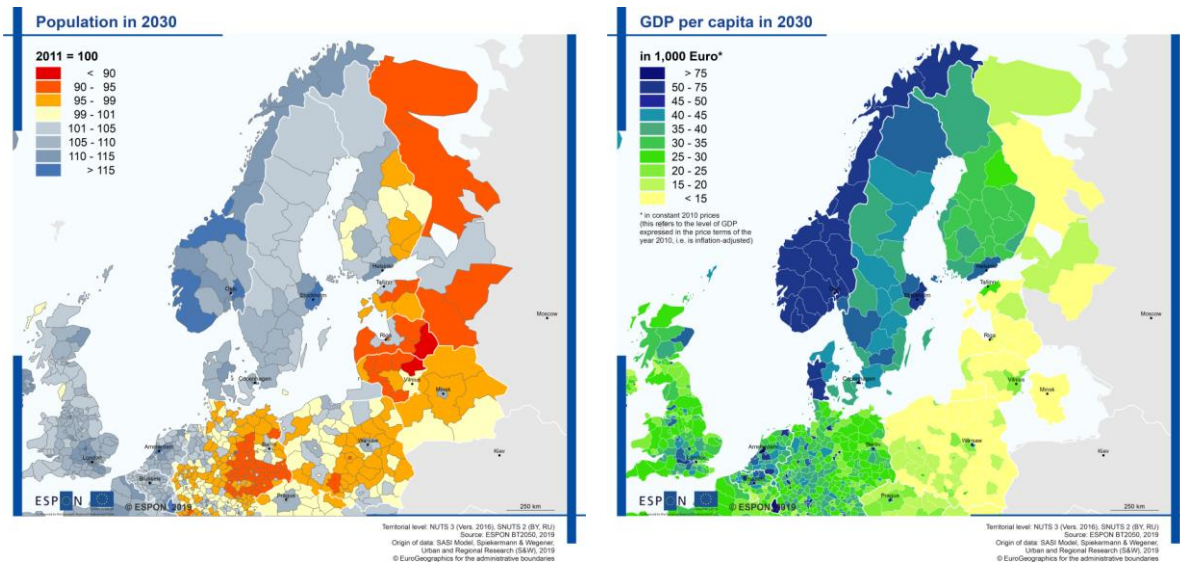 Population in 2030
2011 = 100
< 90
90 - 95
95 - 99
99 - 101
101 - 105
105 - 110
110 - 115
> 115
Oslo
Stockholm
Helsinki
Tallinn
Riga
Vilnius
Minsk
Moscow
Copenhagen
Amsterdam
London
Brussels
Warsaw
Prague
Kiev
ESPON
© ESPON, 2019
250 km
Territorial level: NUTS 3 (Vers. 2016), SNUTS 2 (BY, RU)
Source: ESPON BT2050, 2019
Origin of data: SASI Model, Spiekermann & Wegener,
Urban and Regional Research (S&W), 2019
© EuroGeographics for the administrative boundaries
GDP per capita in 2030
in 1,000 Euro*
> 75
50 - 75
45 - 50
40 - 45
35 - 40
30 - 35
25 - 30
20 - 25
15 - 20
< 15
* in constant 2010 prices
(this refers to the level of GDP
expressed in the price terms of the
year 2010, i.e. is inflation-adjusted)
Stockholm
Helsinki
Tallinn
Riga
Vilnius
Minsk
Moscow
Copenhagen
Amsterdam
London
Brussels
Berlin
Warsaw
Prague
Kiev
ESPON
© ESPON, 2019
250 km
Territorial level: NUTS 3 (Vers. 2016), SNUTS 2 (BY, RU)
Source: ESPON BT2050, 2019
Origin of data: SASI Model, Spiekermann & Wegener,
Urban and Regional Research (S&W), 2019
© EuroGeographics for the administrative boundaries